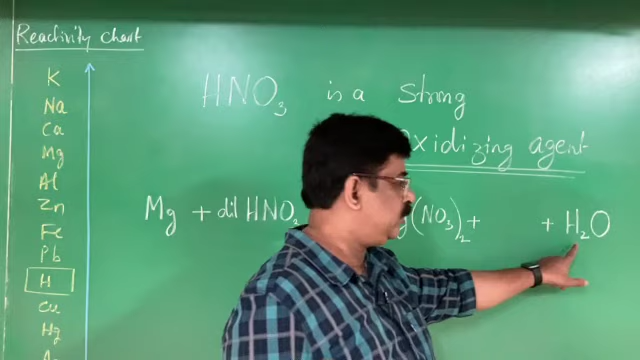 Reactivity chart
K
Na
Ca
Mg
Al
Zn
Fe
Pb
H
Cu
Hg
HNO₃ is a Strong
Oxidizing agent
Mg + dil HNO₃ (NO₃)₂ + + H₂O